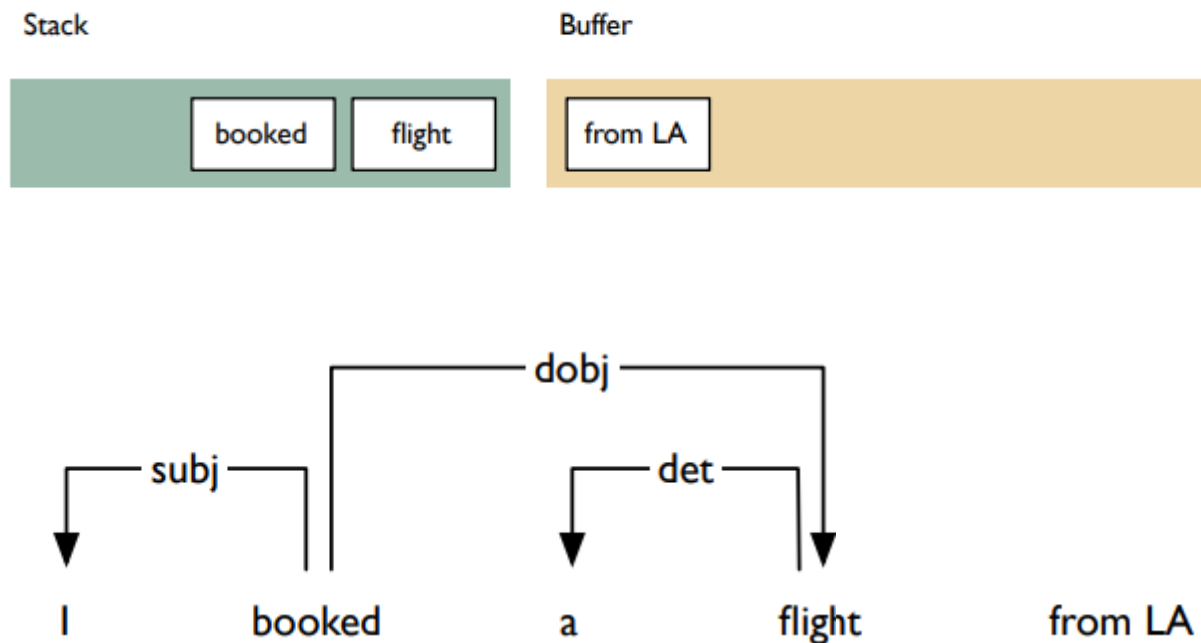 Stack Buffer
booked flight from LA
dobj
subj det
I booked a flight from LA